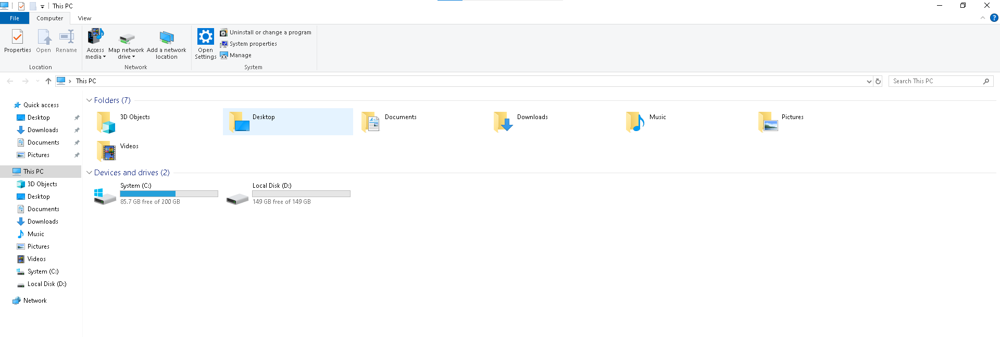 This PC
File Computer View
?
Properties Open Rename
Access media
Map network drive
Add a network location
Open Settings
Uninstall or change a program
System properties
Manage
Location Network System
This PC
Search This PC
Quick access
Desktop
Downloads
Documents
Pictures
This PC
3D Objects
Desktop
Documents
Downloads
Music
Pictures
Videos
System (C:)
Local Disk (D:)
Network
Folders (7)
3D Objects
Desktop
Documents
Downloads
Music
Pictures
Videos
Devices and drives (2)
System (C:)
85.7 GB free of 200 GB
Local Disk (D:)
149 GB free of 149 GB